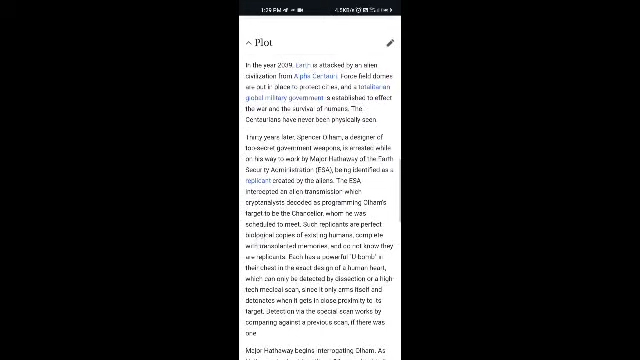 1:29 PM
4.5KB/s
Plot
In the year 2039, Earth is attacked by an alien
civilization from Alpha Centauri. Force field domes
are put in place to protect cities, and a totalitarian
global military government is established to effect
the war and the survival of humans. The
Centaurians have never been physically seen.
Thirty years later, Spencer Olham, a designer of
top-secret government weapons, is arrested while
on his way to work by Major Hathaway of the Earth
Security Administration (ESA), being identified as a
replicant created by the aliens. The ESA
intercepted an alien transmission which
cryptanalysts decoded as programming Olham's
target to be the Chancellor, whom he was
scheduled to meet. Such replicants are perfect
biological copies of existing humans, complete
with transplanted memories, and do not know they
are replicants. Each has a powerful "U-bomb" in
their chest in the exact design of a human heart,
which can only be detected by dissection or a high-
tech medical scan, since it only arms itself and
detonates when it gets in close proximity to its
target. Detection via the special scan works by
comparing against a previous scan, if there was
one.
Major Hathaway begins interrogating Olham. As